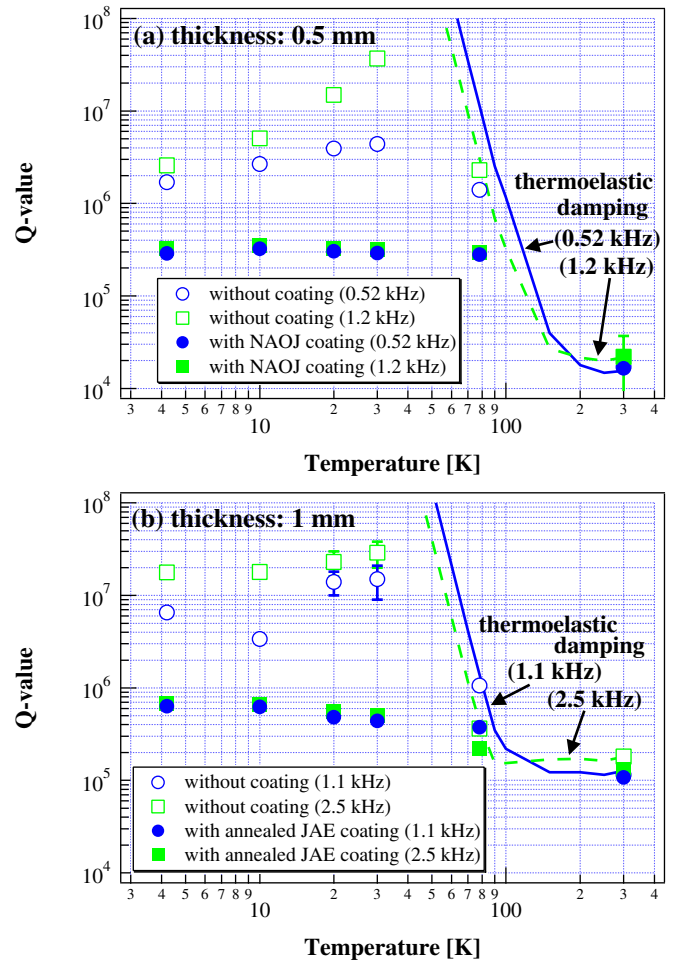 (a) thickness: 0.5 mm
10^8
10^7
10^6
10^5
10^4
Q-value
thermoelastic
damping
(0.52 kHz)
(1.2 kHz)
without coating (0.52 kHz)
without coating (1.2 kHz)
with NAOJ coating (0.52 kHz)
with NAOJ coating (1.2 kHz)
3 4 5 6 7 8 9 10 2 3 4 5 6 7 8 9 100 2 3 4
Temperature [K]
(b) thickness: 1 mm
10^8
10^7
10^6
10^5
10^4
Q-value
thermoelastic
damping
(1.1 kHz)
(2.5 kHz)
without coating (1.1 kHz)
without coating (2.5 kHz)
with annealed JAE coating (1.1 kHz)
with annealed JAE coating (2.5 kHz)
3 4 5 6 7 8 9 10 2 3 4 5 6 7 8 9 100 2 3 4
Temperature [K]